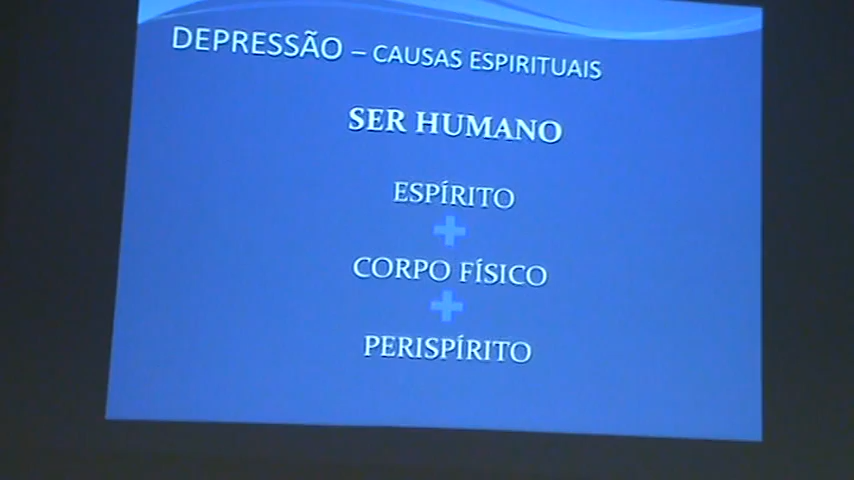 DEPRESSÃO – CAUSAS ESPIRITUAIS
SER HUMANO
ESPÍRITO
+
CORPO FÍSICO
+
PERISPÍRITO